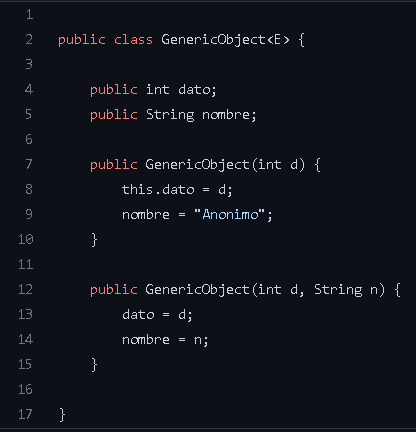 1
2 public class GenericObject<E> {
3
4 public int dato;
5 public String nombre;
6
7 public GenericObject(int d) {
8 this.dato = d;
9 nombre = "Anonimo";
10 }
11
12 public GenericObject(int d, String n) {
13 dato = d;
14 nombre = n;
15 }
16
17 }